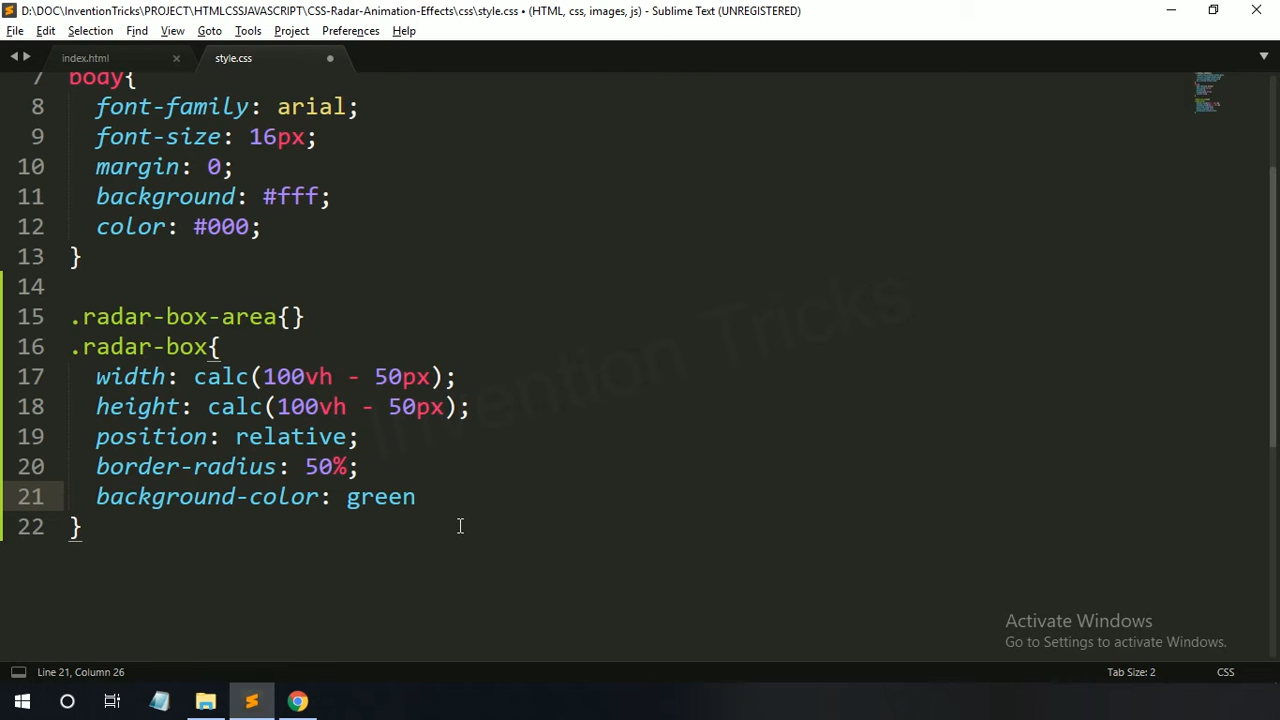 D:\DOC\InventionTricks\PROJECT\HTMLCSSJAVASCRIPT\CSS-Radar-Animation-Effects\css\style.css • (HTML, css, images, js) - Sublime Text (UNREGISTERED)
File Edit Selection Find View Goto Tools Project Preferences Help
index.html × style.css
7 body{
8 font-family: arial;
9 font-size: 16px;
10 margin: 0;
11 background: #fff;
12 color: #000;
13 }
14
15 .radar-box-area{}
16 .radar-box{
17 width: calc(100vh - 50px);
18 height: calc(100vh - 50px);
19 position: relative;
20 border-radius: 50%;
21 background-color: green
22 }
Invention Tricks
Activate Windows
Go to Settings to activate Windows.
Line 21, Column 26 Tab Size: 2 CSS